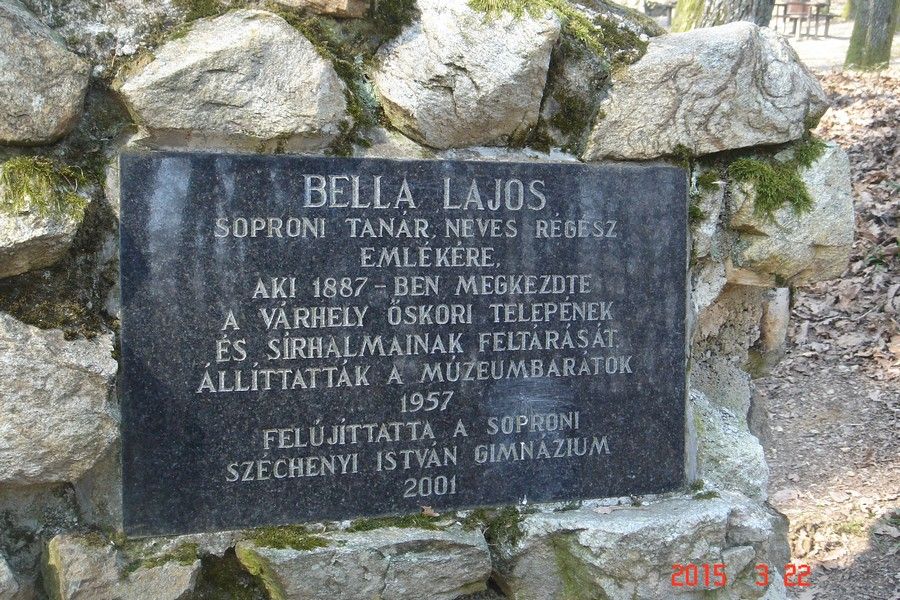 BELLA LAJOS
SOPRONI TANÁR, NEVES RÉGÉSZ
EMLÉKÉRE,
AKI 1887-BEN MEGKEZDTE
A VÁRHELY ŐSKORI TELEPÉNEK
ÉS SÍRHALMAINAK FELTÁRÁSÁT.
ÁLLÍTTATTÁK A MÚZEUMBARÁTOK
1957
FELÚJÍTTATTA A SOPRONI
SZÉCHENYI ISTVÁN GIMNÁZIUM
2001
2015 3 22